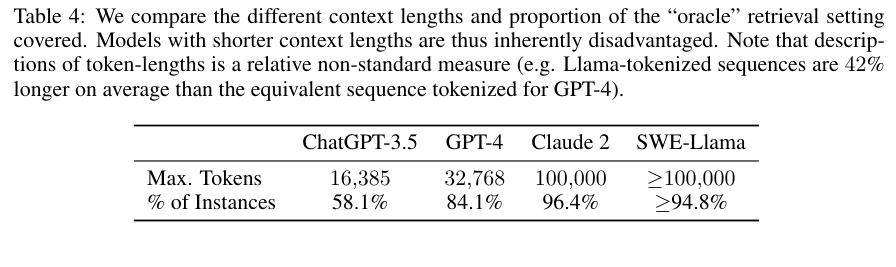 Table 4: We compare the different context lengths and proportion of the “oracle” retrieval setting
covered. Models with shorter context lengths are thus inherently disadvantaged. Note that descrip-
tions of token-lengths is a relative non-standard measure (e.g. Llama-tokenized sequences are 42%
longer on average than the equivalent sequence tokenized for GPT-4).
ChatGPT-3.5 GPT-4 Claude 2 SWE-Llama
Max. Tokens 16,385 32,768 100,000 ≥100,000
% of Instances 58.1% 84.1% 96.4% ≥94.8%